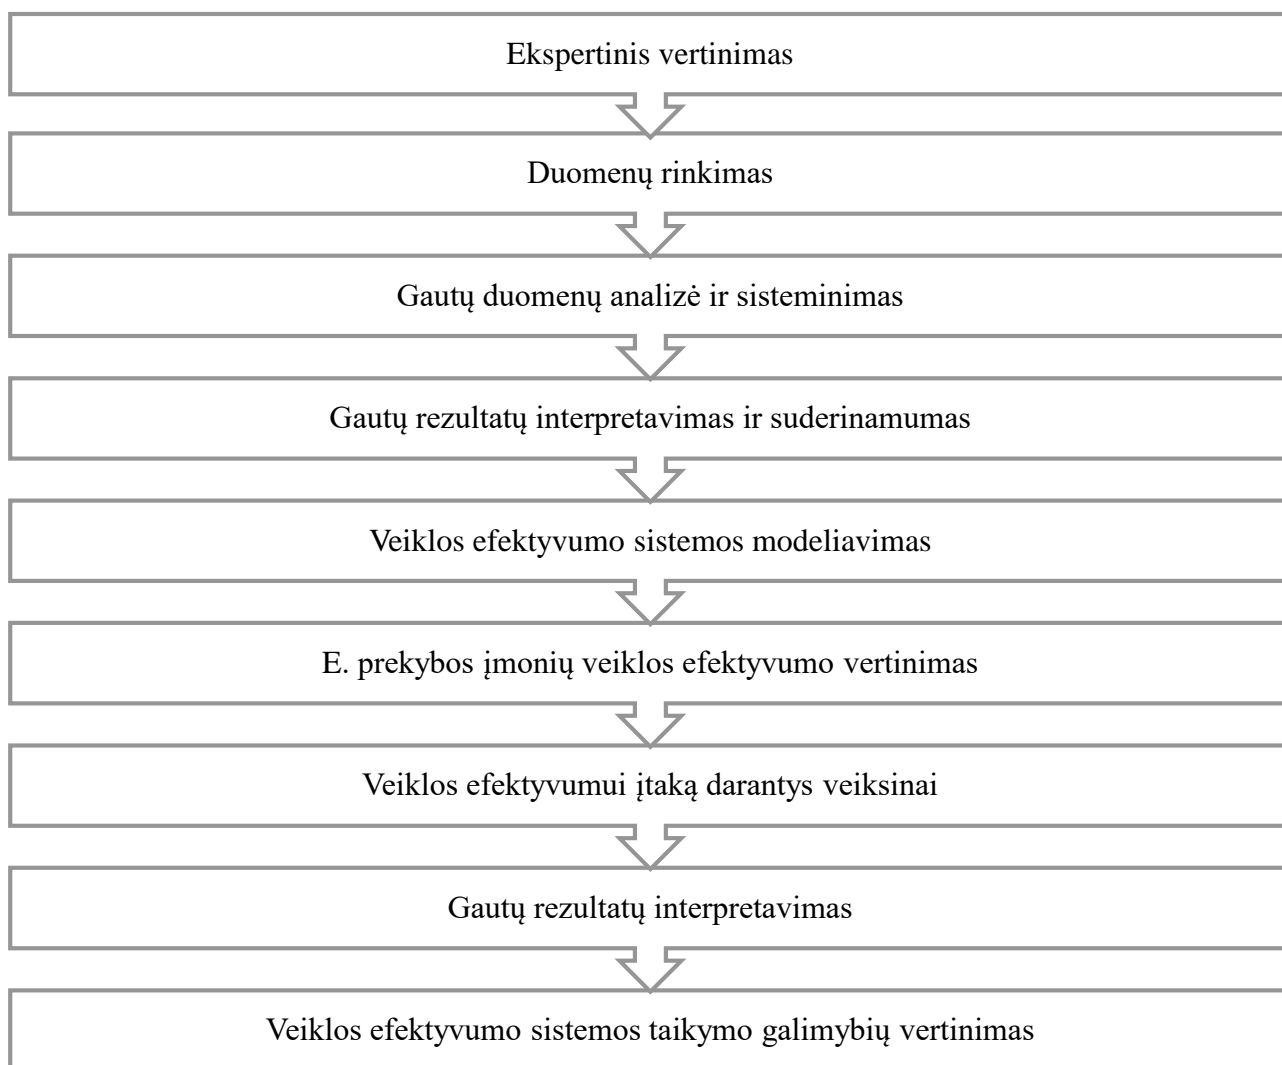 Ekspertinis vertinimas
Duomenų rinkimas
Gautų duomenų analizė ir sisteminimas
Gautų rezultatų interpretavimas ir suderinamumas
Veiklos efektyvumo sistemos modeliavimas
E. prekybos įmonių veiklos efektyvumo vertinimas
Veiklos efektyvumui įtaką darantys veiksinai
Gautų rezultatų interpretavimas
Veiklos efektyvumo sistemos taikymo galimybių vertinimas